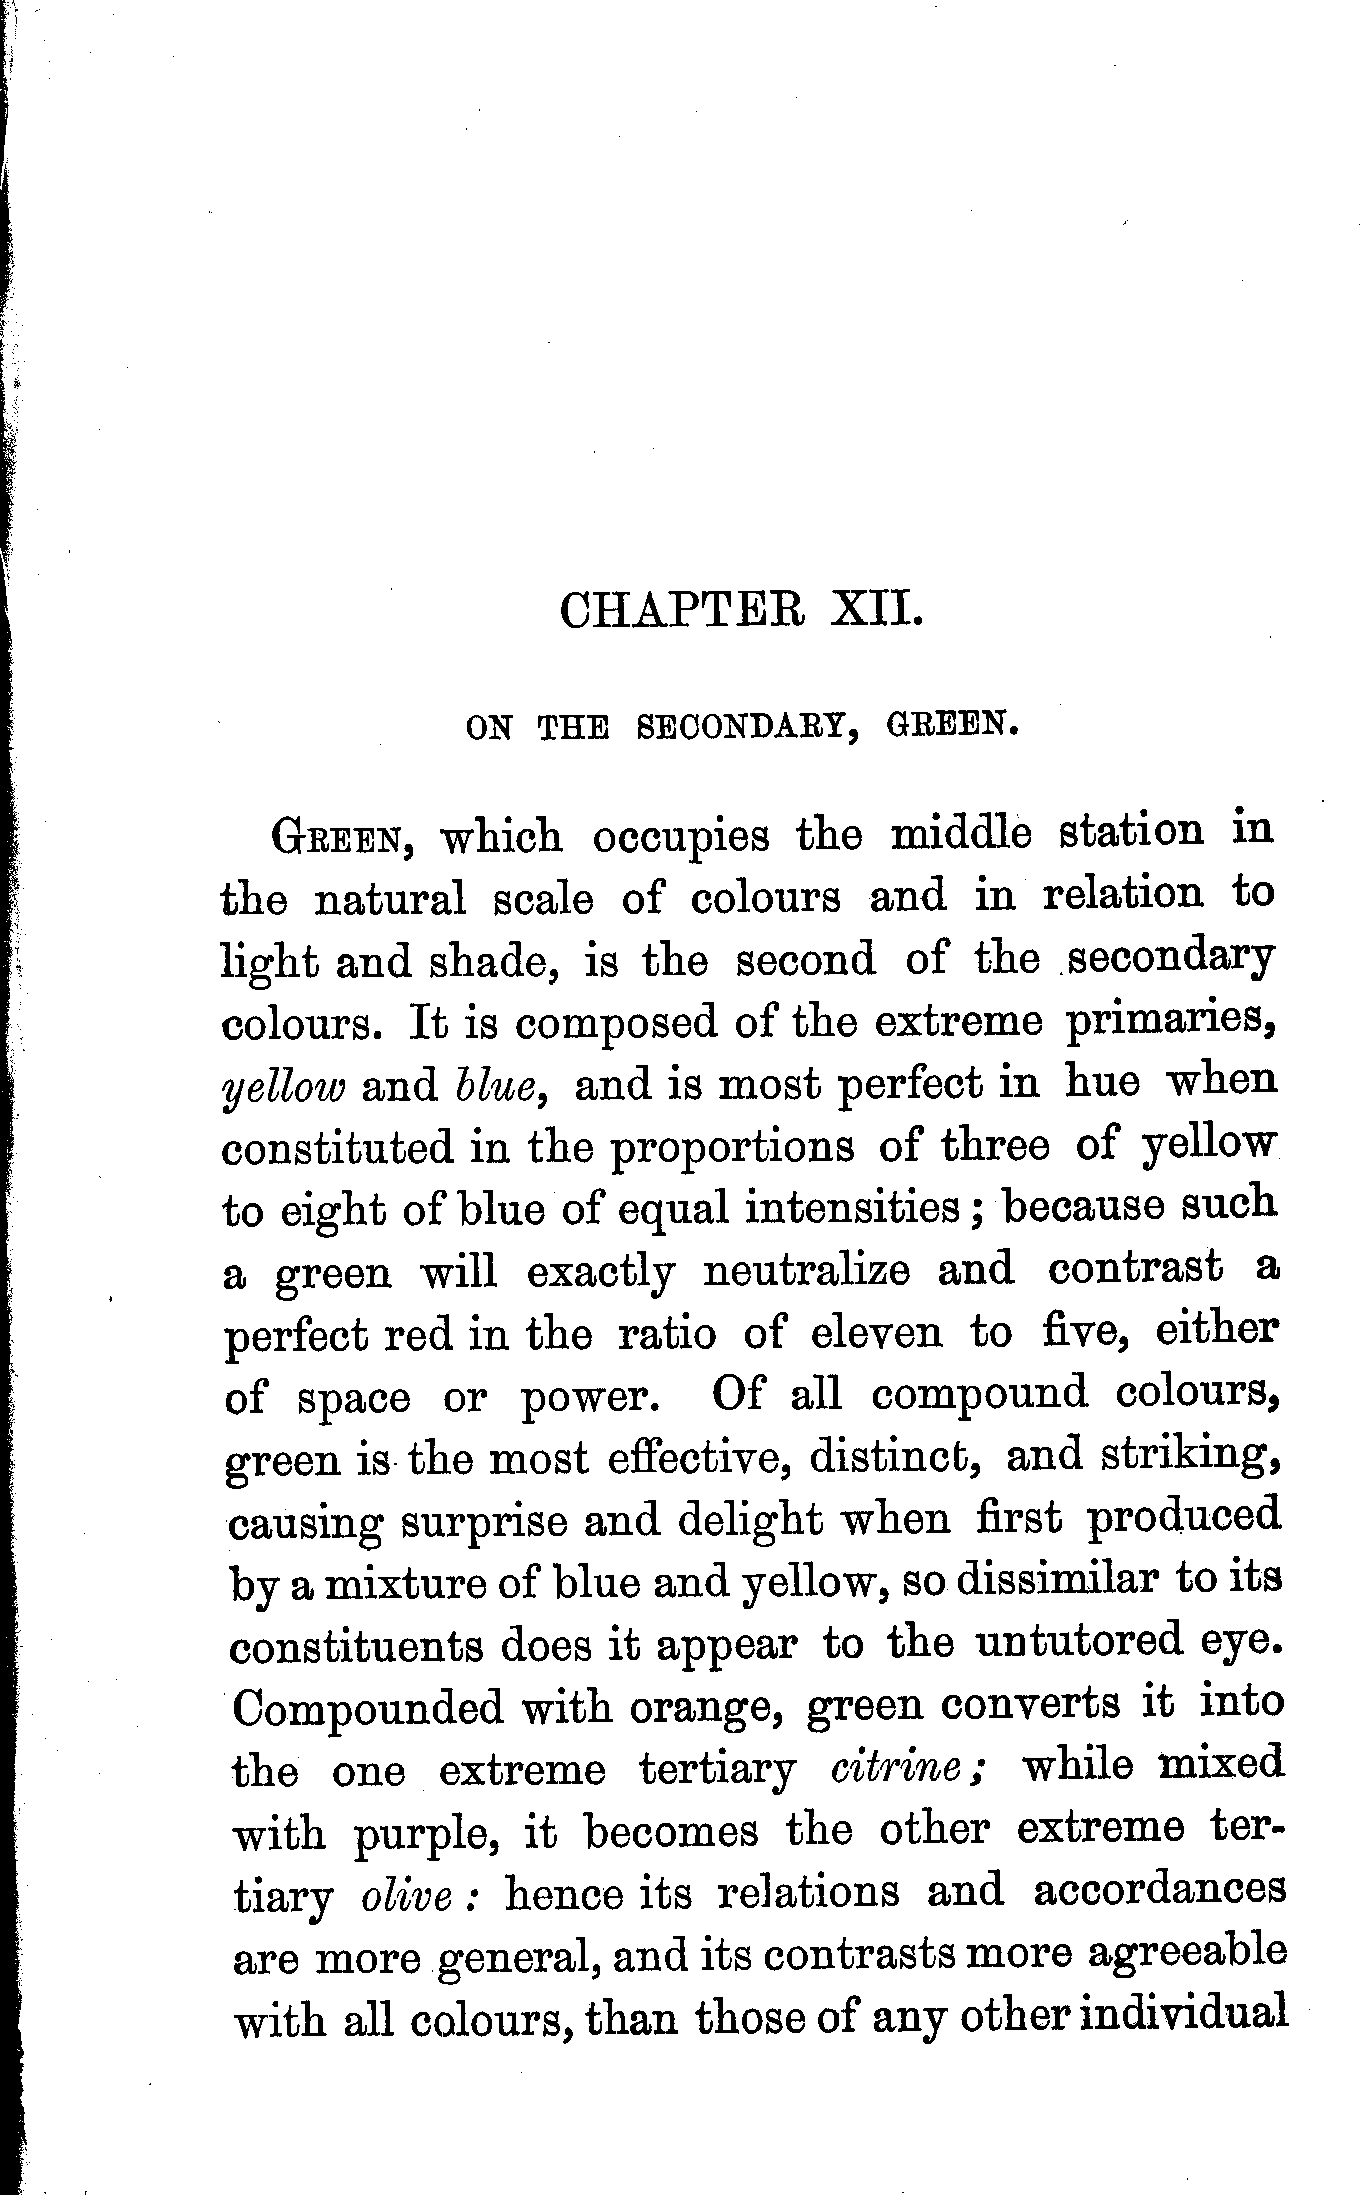 CHAPTER XII.
ON THE SECONDARY, GREEN.
GREEN, which occupies the middle station in
the natural scale of colours and in relation to
light and shade, is the second of the secondary
colours. It is composed of the extreme primaries,
yellow and blue, and is most perfect in hue when
constituted in the proportions of three of yellow
to eight of blue of equal intensities; because such
a green will exactly neutralize and contrast a
perfect red in the ratio of eleven to five, either
of space or power. Of all compound colours,
green is the most effective, distinct, and striking,
causing surprise and delight when first produced
by a mixture of blue and yellow, so dissimilar to its
constituents does it appear to the untutored eye.
Compounded with orange, green converts it into
the one extreme tertiary citrine; while mixed
with purple, it becomes the other extreme ter-
tiary olive: hence its relations and accordances
are more general, and its contrasts more agreeable
with all colours, than those of any other individual